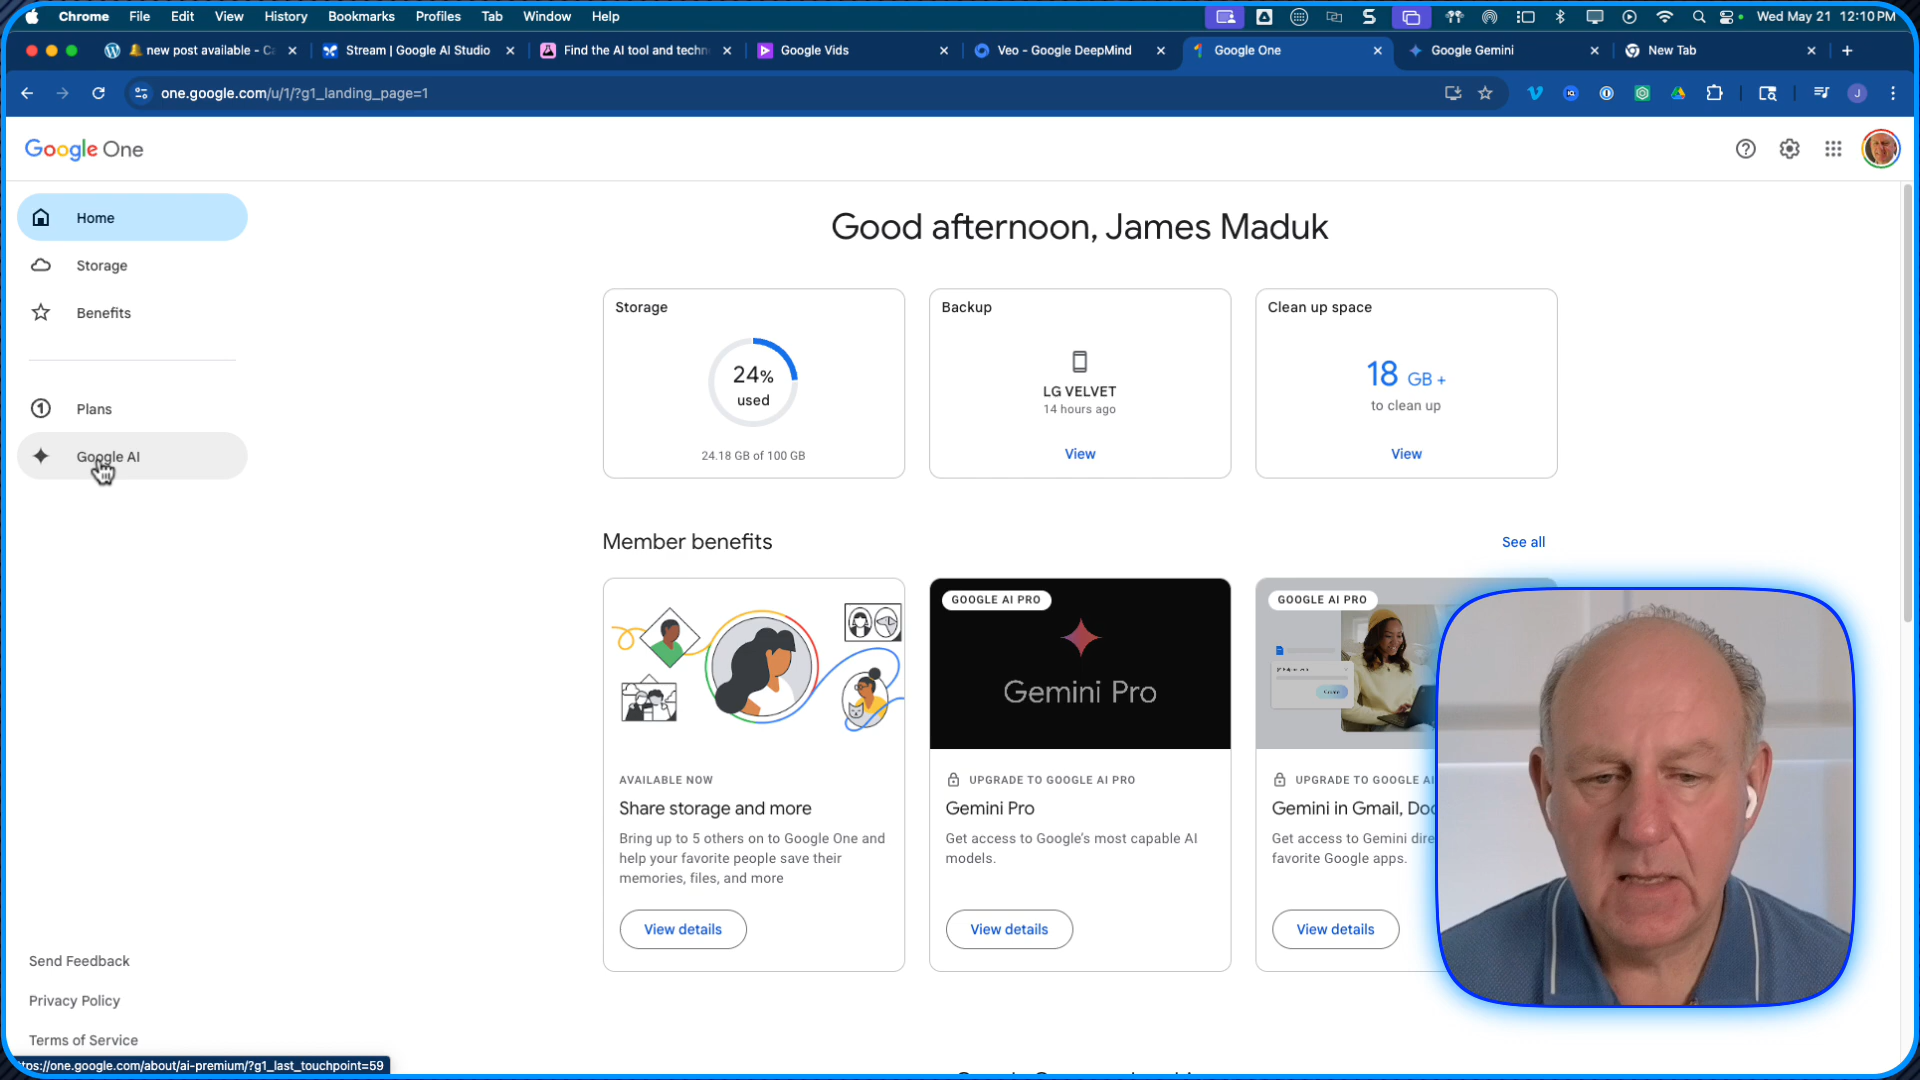 Chrome File Edit View History Bookmarks Profiles Tab Window Help
Wed May 21 12:10 PM
new post available - Ca
Stream | Google AI Studio
Find the AI tool and techn
Google Vids
Veo - Google DeepMind
Google One
Google Gemini
New Tab
one.google.com/u/1/?g1_landing_page=1
Google One
Home
Storage
Benefits
Plans
Google AI
Good afternoon, James Maduk
Storage
24% used
24.18 GB of 100 GB
Backup
LG VELVET
14 hours ago
View
Clean up space
18 GB +
to clean up
View
Member benefits
See all
AVAILABLE NOW
Share storage and more
Bring up to 5 others on to Google One and
help your favorite people save their
memories, files, and more
View details
GOOGLE AI PRO
Gemini Pro
UPGRADE TO GOOGLE AI PRO
Gemini Pro
Get access to Google's most capable AI
models.
View details
GOOGLE AI PRO
UPGRADE TO GOOGLE AI
Gemini in Gmail, Doc
Get access to Gemini dire
favorite Google apps.
View details
Send Feedback
Privacy Policy
Terms of Service
tps://one.google.com/about/ai-premium/?g1_last_touchpoint=59